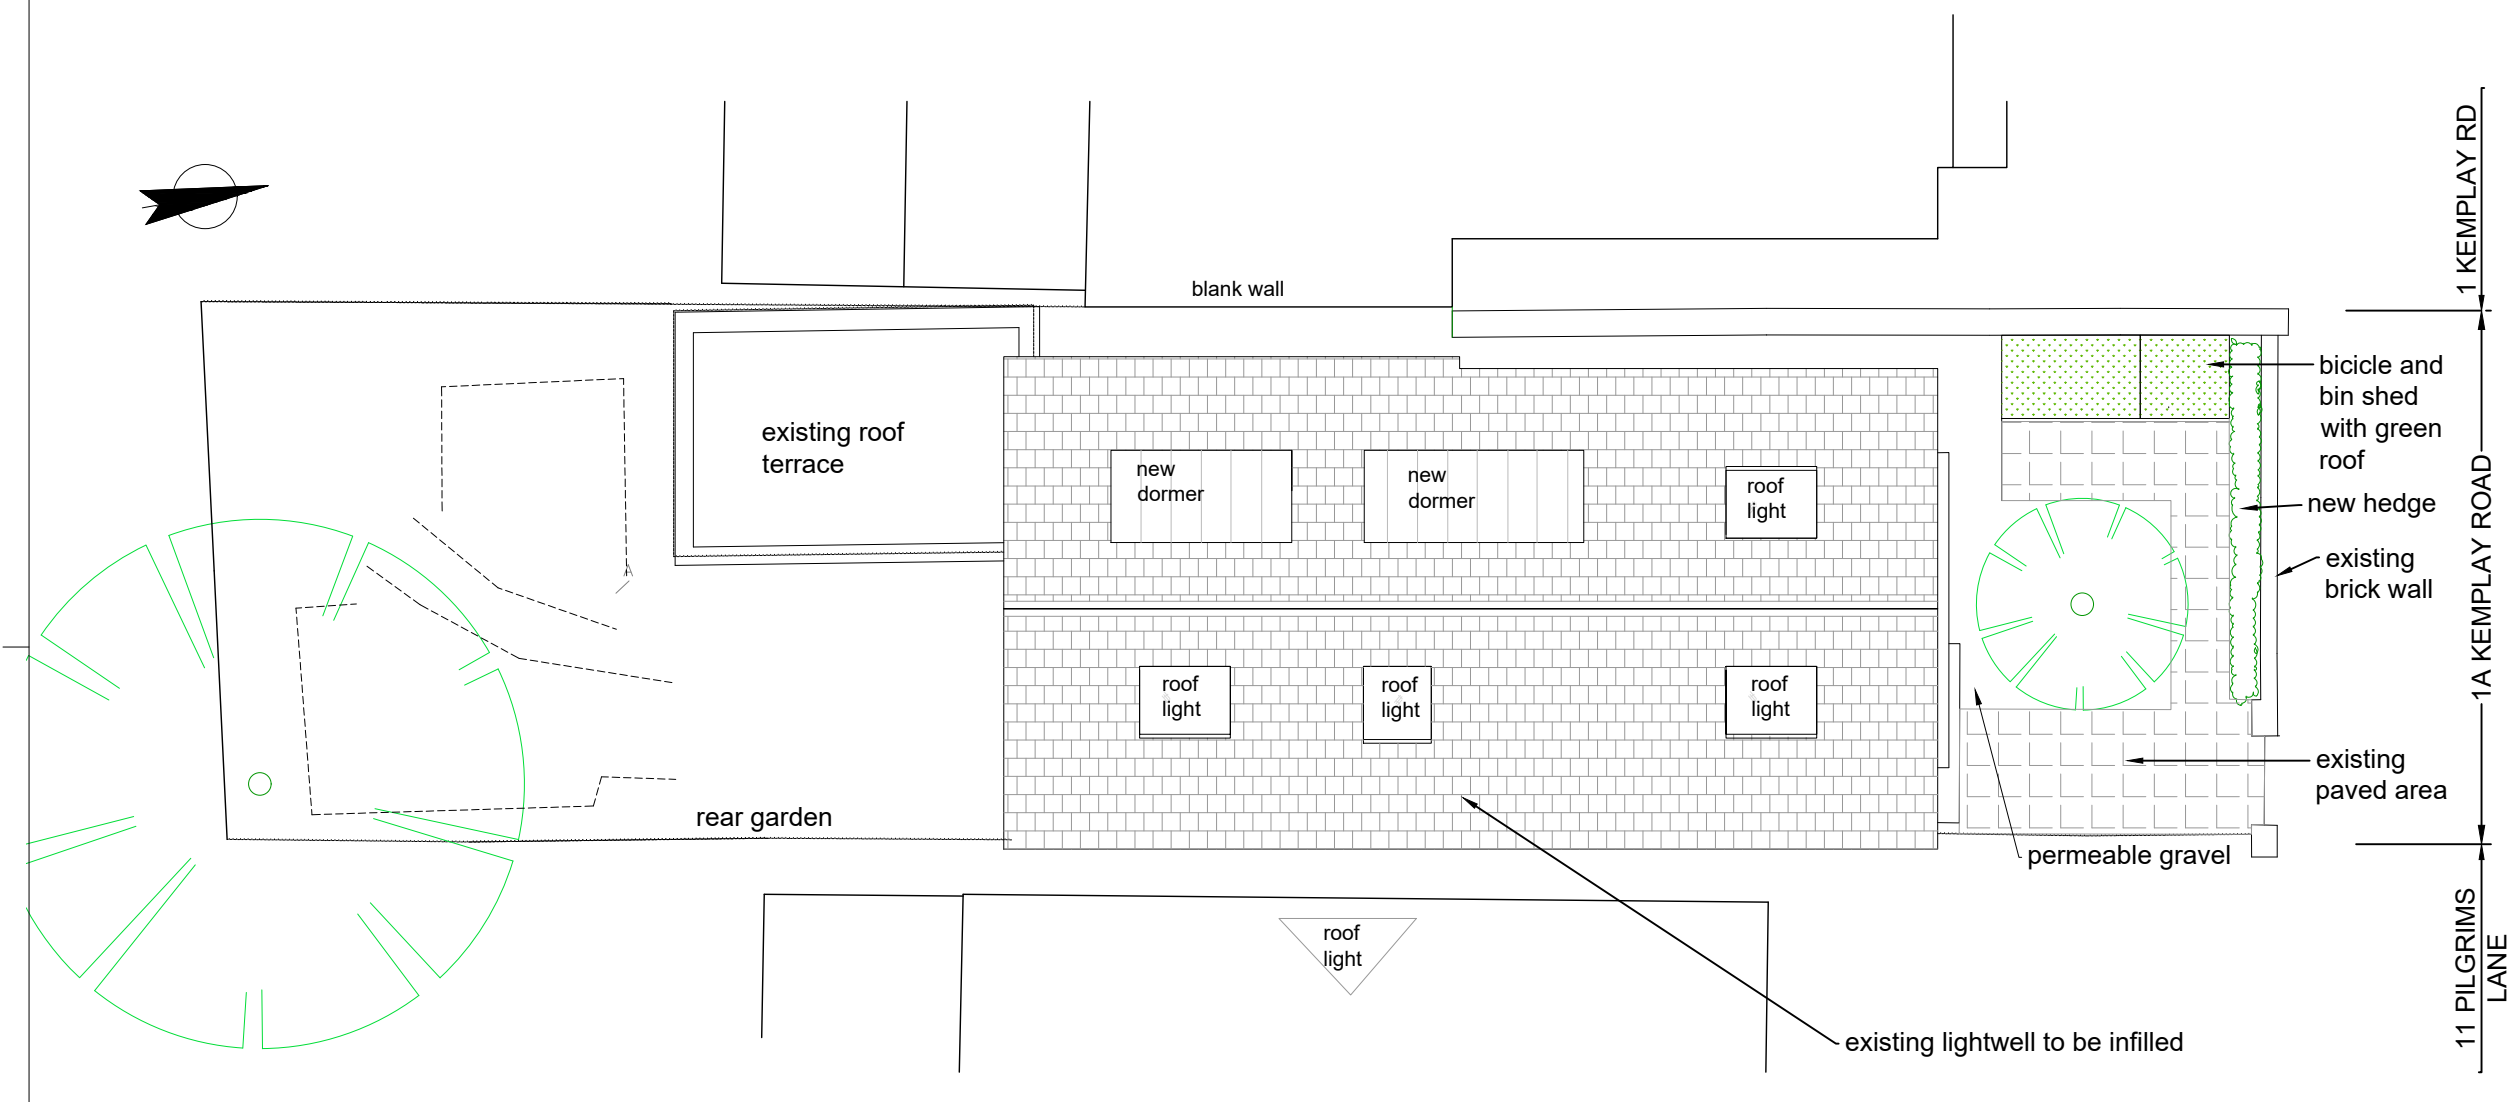 1 KEMPLAY RD
blank wall
bicicle and
bin shed
with green
roof
existing roof
terrace
new
dormer
new
dormer
roof
light
new hedge
existing
brick wall
1A KEMPLAY ROAD
roof
light
roof
light
roof
light
existing
paved area
rear garden
permeable gravel
roof
light
11 PILGRIMS
LANE
existing lightwell to be infilled